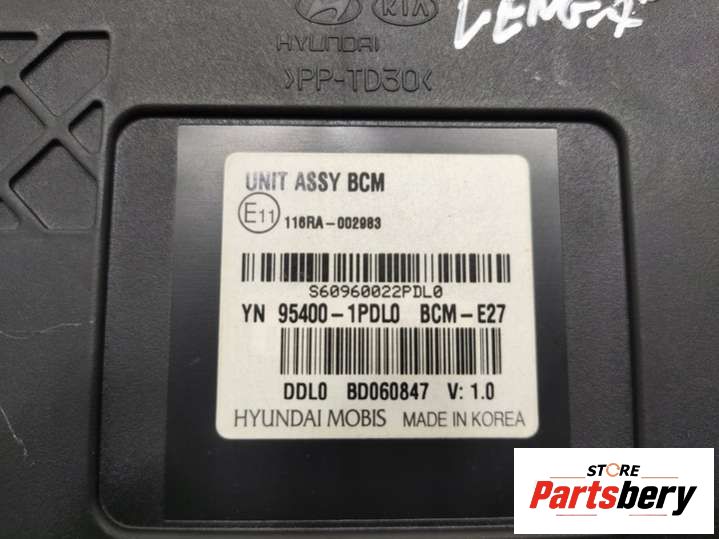 KIA
HYUNDAI
>PP-TD30<
UNIT ASSY BCM
E11
116RA-002983
S60960022PDL0
YN 95400-1PDL0 BCM-E27
DDL0 BD060847 V: 1.0
HYUNDAI MOBIS MADE IN KOREA
STORE
Partsbery